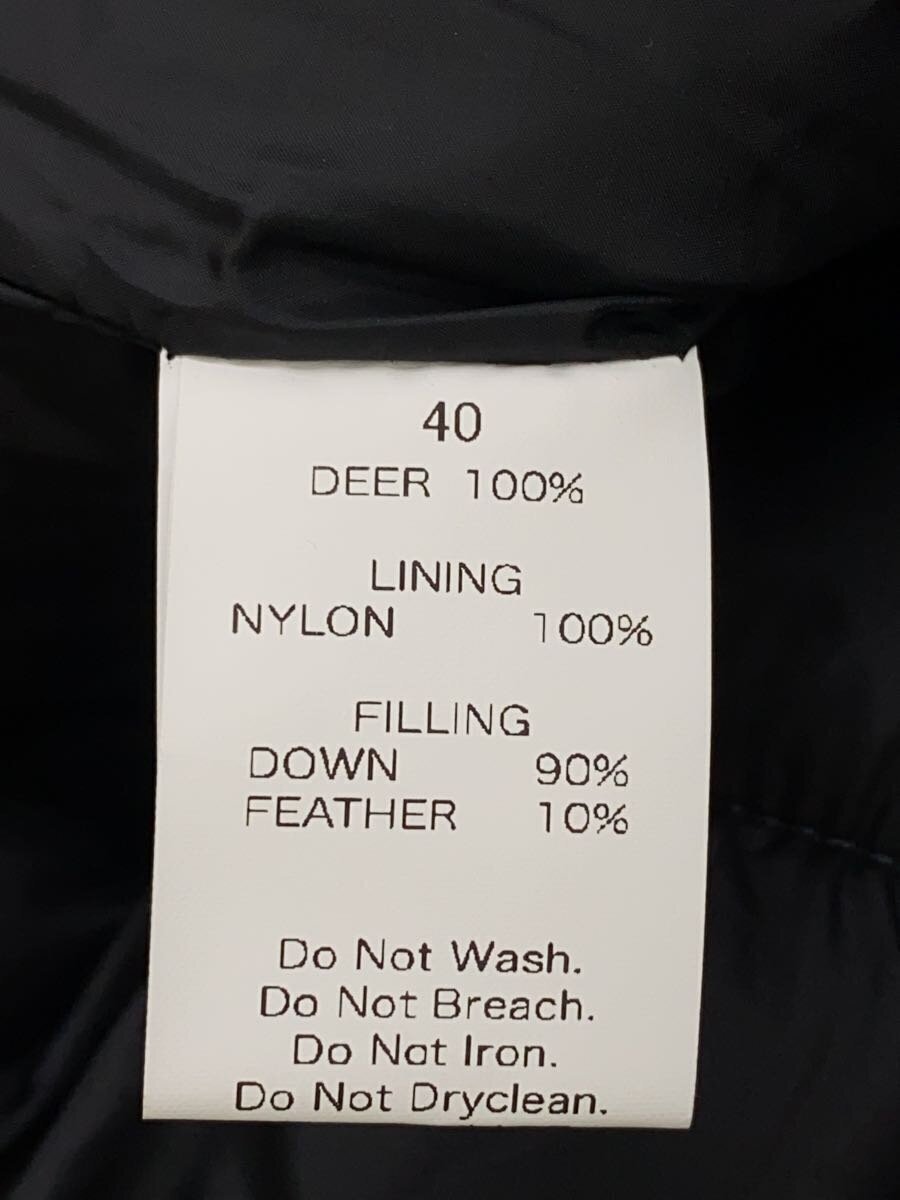 40
DEER 100%
LINING
NYLON 100%
FILLING
DOWN 90%
FEATHER 10%
Do Not Wash.
Do Not Breach.
Do Not Iron.
Do Not Dryclean.